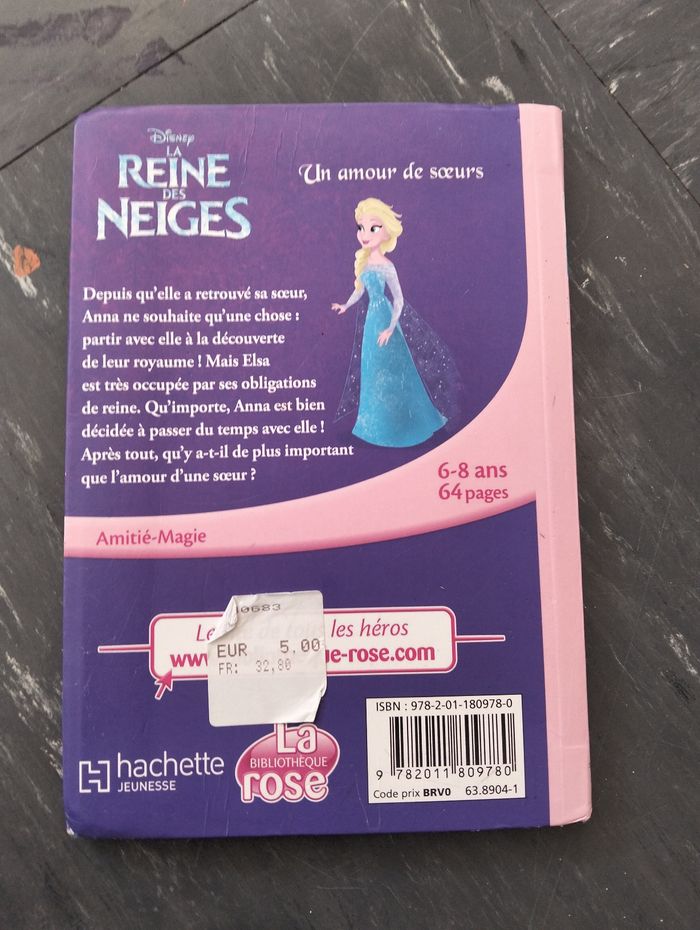 Disney
LA
REINE
DES
NEIGES
Un amour de sœurs
Depuis qu'elle a retrouvé sa sœur,
Anna ne souhaite qu'une chose :
partir avec elle à la découverte
de leur royaume ! Mais Elsa
est très occupée par ses obligations
de reine. Qu'importe, Anna est bien
décidée à passer du temps avec elle !
Après tout, qu'y a-t-il de plus important
que l'amour d'une sœur ?
6-8 ans
64 pages
Amitié-Magie
les héros
EUR 5,00
FR: 32,80
ISBN : 978-2-01-180978-0
9 782011 809780
Code prix BRV0 63.8904-1
hachette
JEUNESSE
La
BIBLIOTHÈQUE
rose